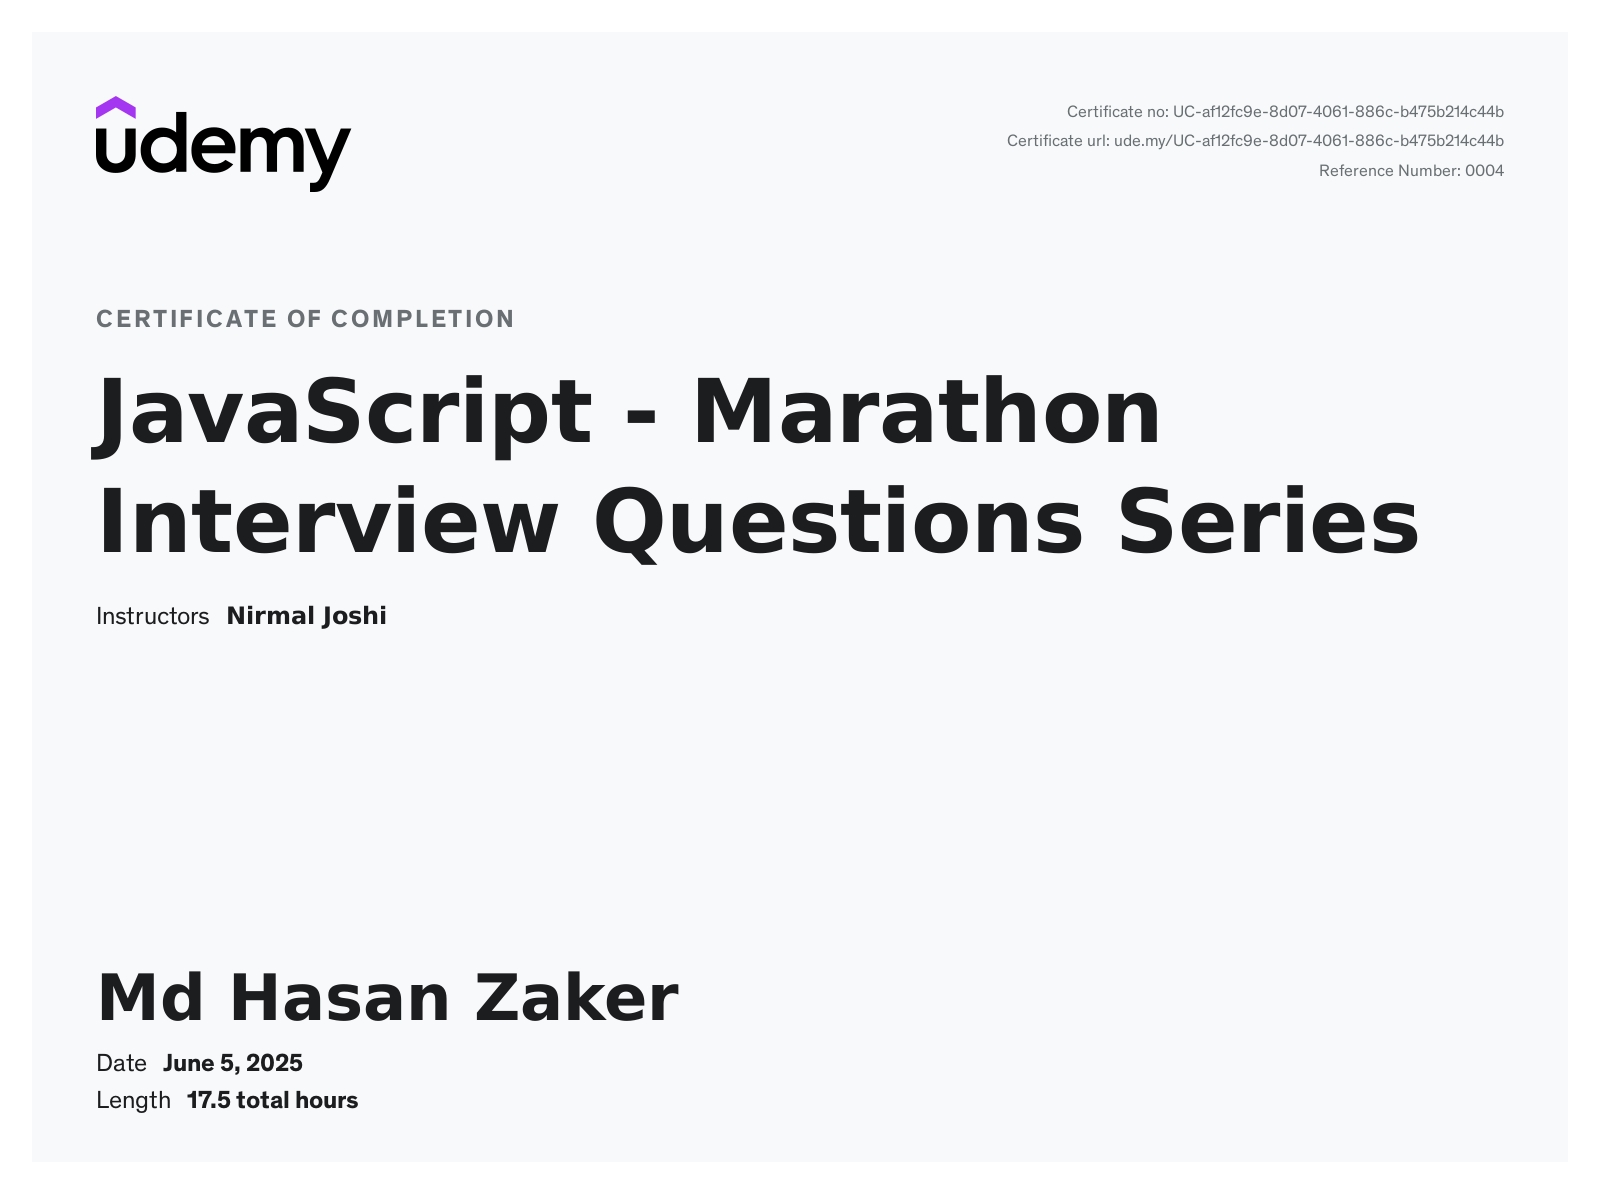 udemy
Certificate no: UC-af12fc9e-8d07-4061-886c-b475b214c44b
Certificate url: ude.my/UC-af12fc9e-8d07-4061-886c-b475b214c44b
Reference Number: 0004
CERTIFICATE OF COMPLETION
JavaScript - Marathon
Interview Questions Series
Instructors Nirmal Joshi
Md Hasan Zaker
Date June 5, 2025
Length 17.5 total hours